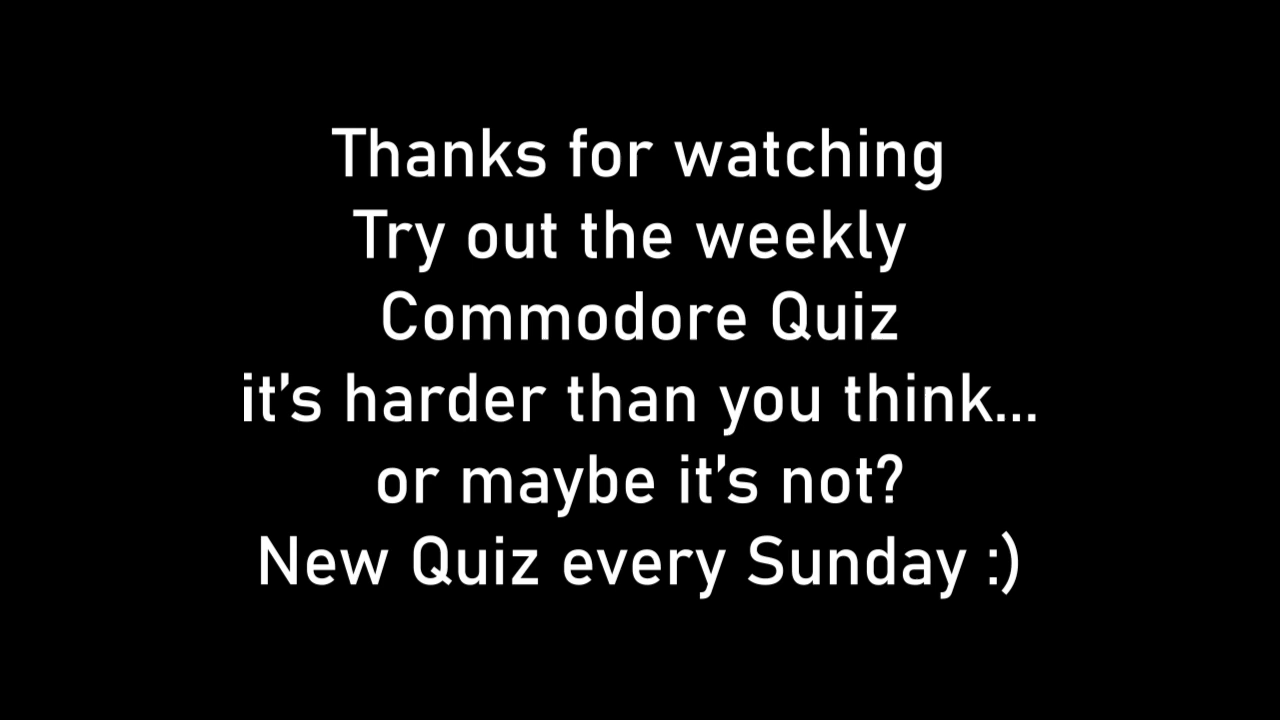 Thanks for watching
Try out the weekly
Commodore Quiz
it's harder than you think...
or maybe it's not?
New Quiz every Sunday :)